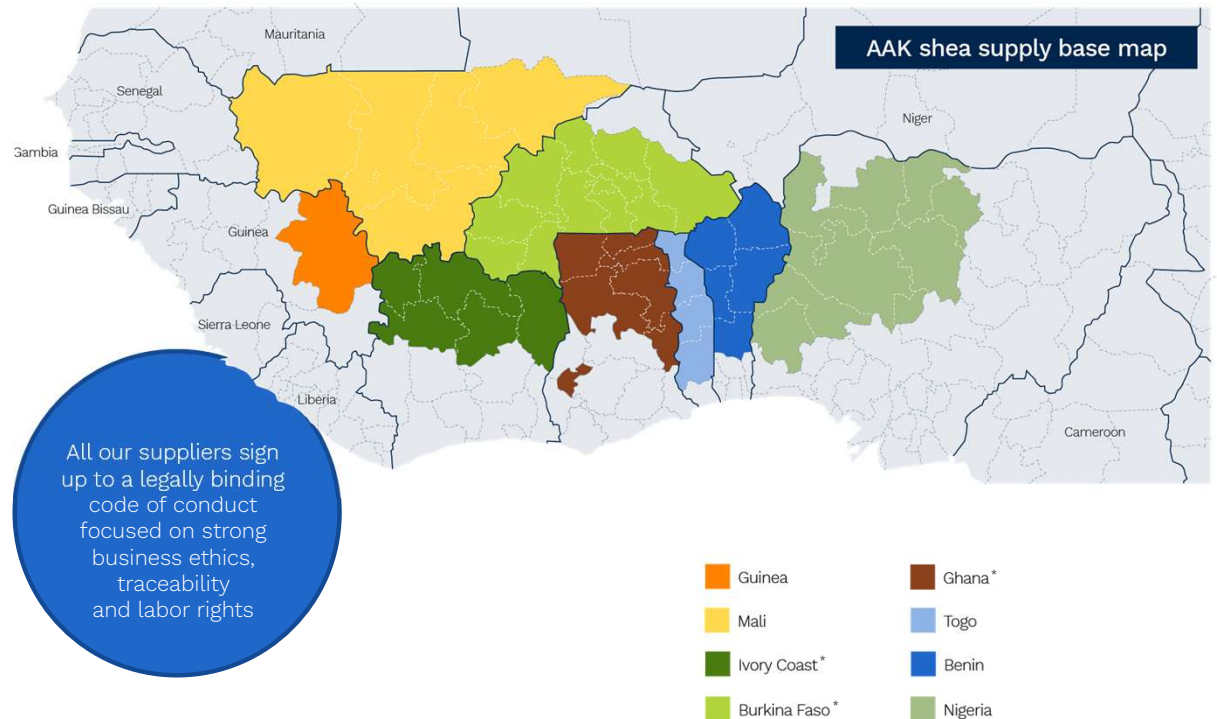 AAK shea supply base map
Mauritania
Senegal
Niger
Gambia
Guinea Bissau
Guinea
Sierra Leone
Liberia
Cameroon
All our suppliers sign
up to a legally binding
code of conduct
focused on strong
business ethics,
traceability
and labor rights
Guinea
Mali
Ivory Coast*
Burkina Faso*
Ghana*
Togo
Benin
Nigeria